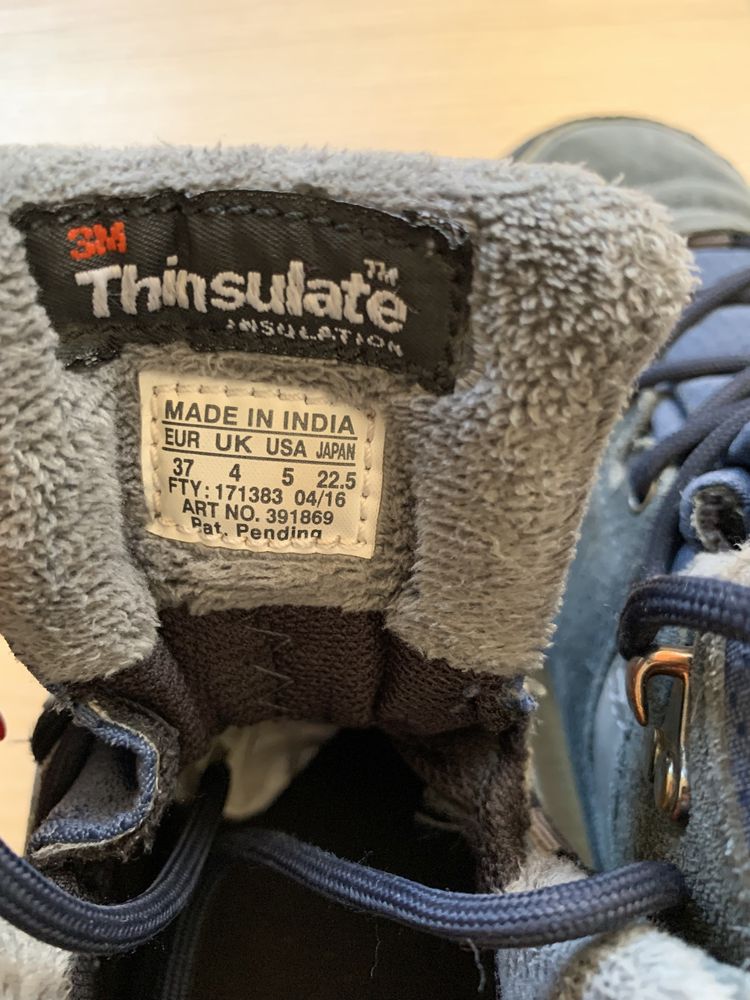 3M
Thinsulate™
INSULATION
MADE IN INDIA
EUR UK USA JAPAN
37 4 5 22.5
FTY: 171383 04/16
ART NO. 391869
Pat. Pending